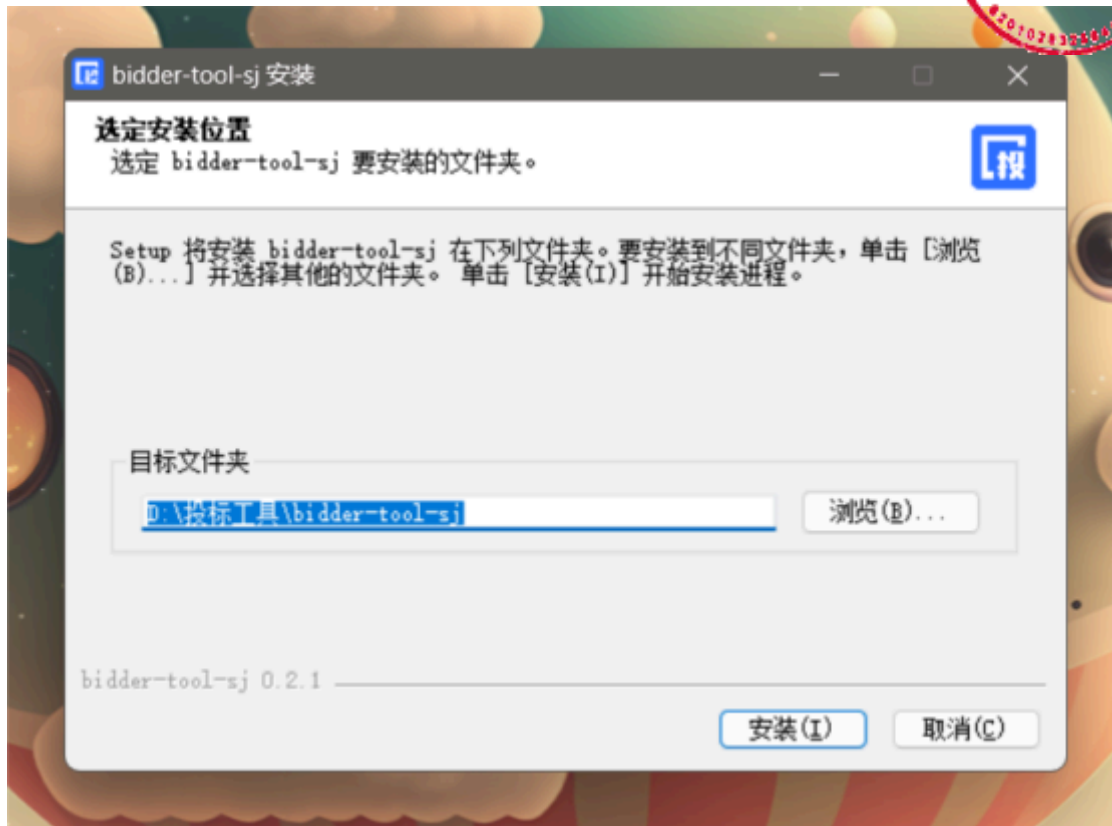 bidder-tool-sj 安装
选定安装位置
选定 bidder-tool-sj 要安装的文件夹。
投
Setup 将安装 bidder-tool-sj 在下列文件夹。要安装到不同文件夹，单击 [浏览
(B)...] 并选择其他的文件夹。 单击 [安装(I)] 开始安装进程。
目标文件夹
D:\投标工具\bidder-tool-sj
浏览(B)...
bidder-tool-sj 0.2.1
安装(I)
取消(C)